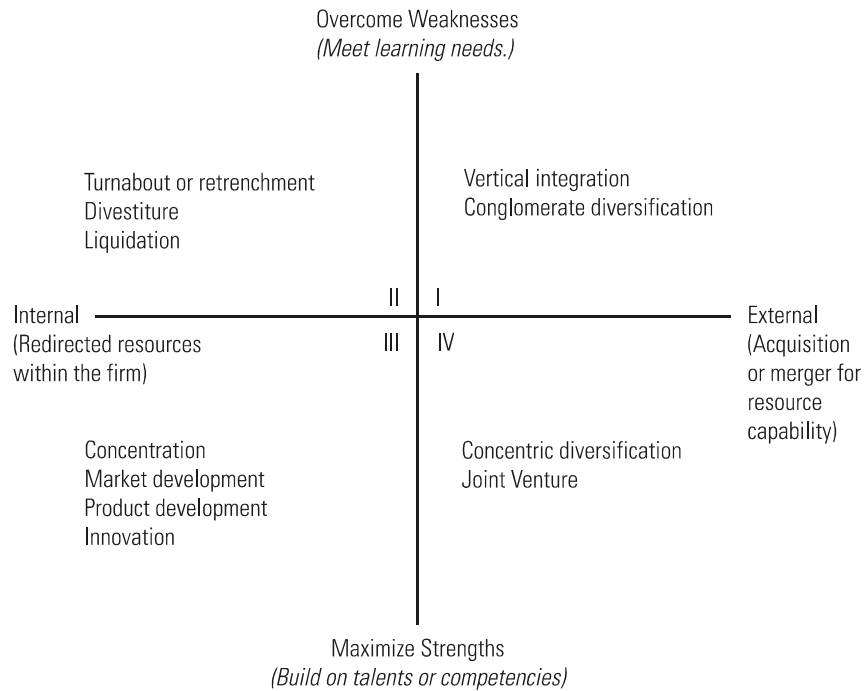 Overcome Weaknesses
(Meet learning needs.)
Turnabout or retrenchment
Divestiture
Liquidation
Vertical integration
Conglomerate diversification
II
I
Internal
(Redirected resources
within the firm)
External
(Acquisition
or merger for
resource
capability)
III
IV
Concentration
Market development
Product development
Innovation
Concentric diversification
Joint Venture
Maximize Strengths
(Build on talents or competencies)